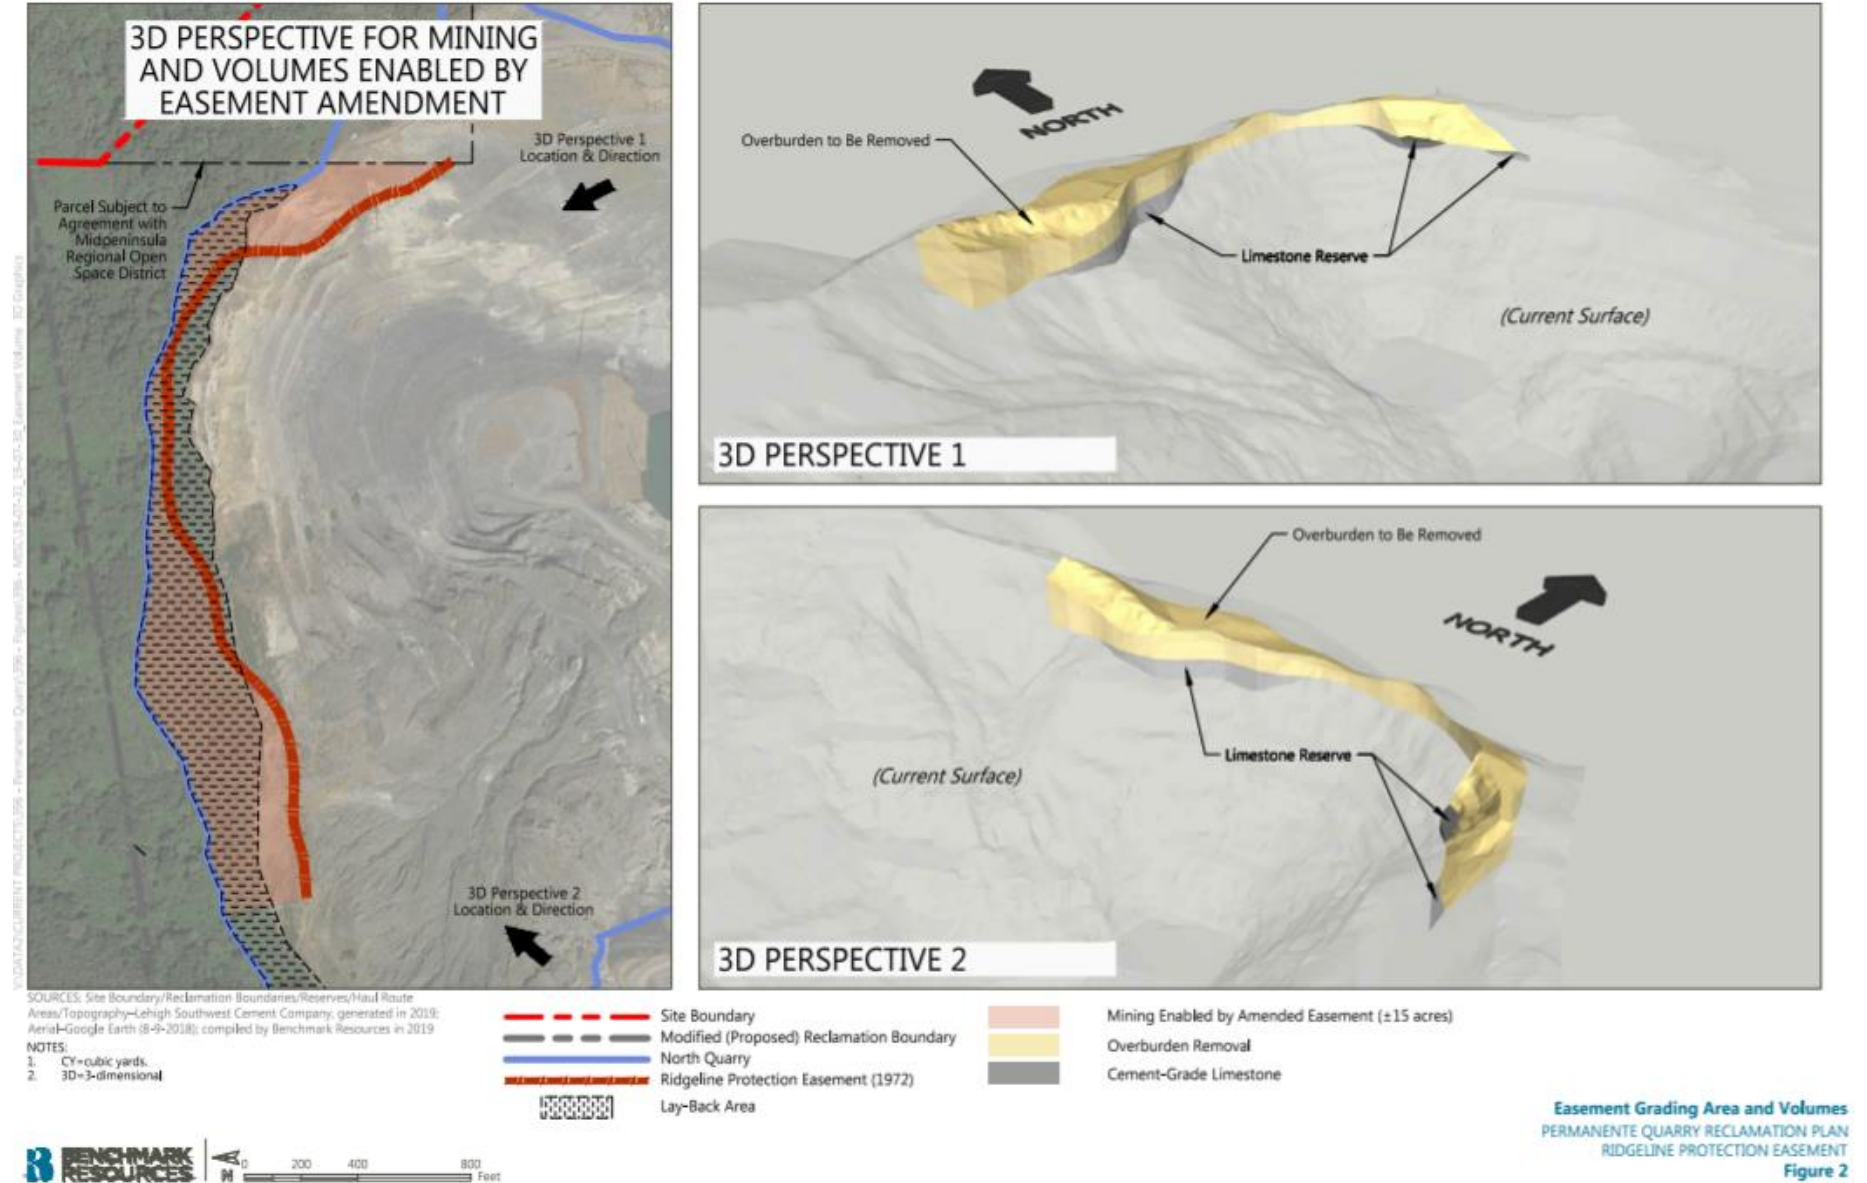 3D PERSPECTIVE FOR MINING
AND VOLUMES ENABLED BY
EASEMENT AMENDMENT
3D Perspective 1
Location & Direction
Parcel Subject to
Agreement with
Midpeninsula
Regional Open
Space District
3D Perspective 2
Location & Direction
NORTH
Overburden to Be Removed
Limestone Reserve
(Current Surface)
3D PERSPECTIVE 1
Overburden to Be Removed
NORTH
Limestone Reserve
(Current Surface)
3D PERSPECTIVE 2
SOURCES: Site Boundary/Reclamation Boundaries/Reserves/Haul Route
Areas/Topography—Lehigh Southwest Cement Company, generated in 2019;
Aerial—Google Earth (8-9-2018); compiled by Benchmark Resources in 2019
NOTES:
1. CY=cubic yards.
2. 3D=3-dimensional
Site Boundary
Modified (Proposed) Reclamation Boundary
North Quarry
Ridgeline Protection Easement (1972)
Lay-Back Area
Mining Enabled by Amended Easement (±15 acres)
Overburden Removal
Cement-Grade Limestone
BENCHMARK
RESOURCES
N
0 200 400 800
Feet
Easement Grading Area and Volumes
PERMANENTE QUARRY RECLAMATION PLAN
RIDGELINE PROTECTION EASEMENT
Figure 2